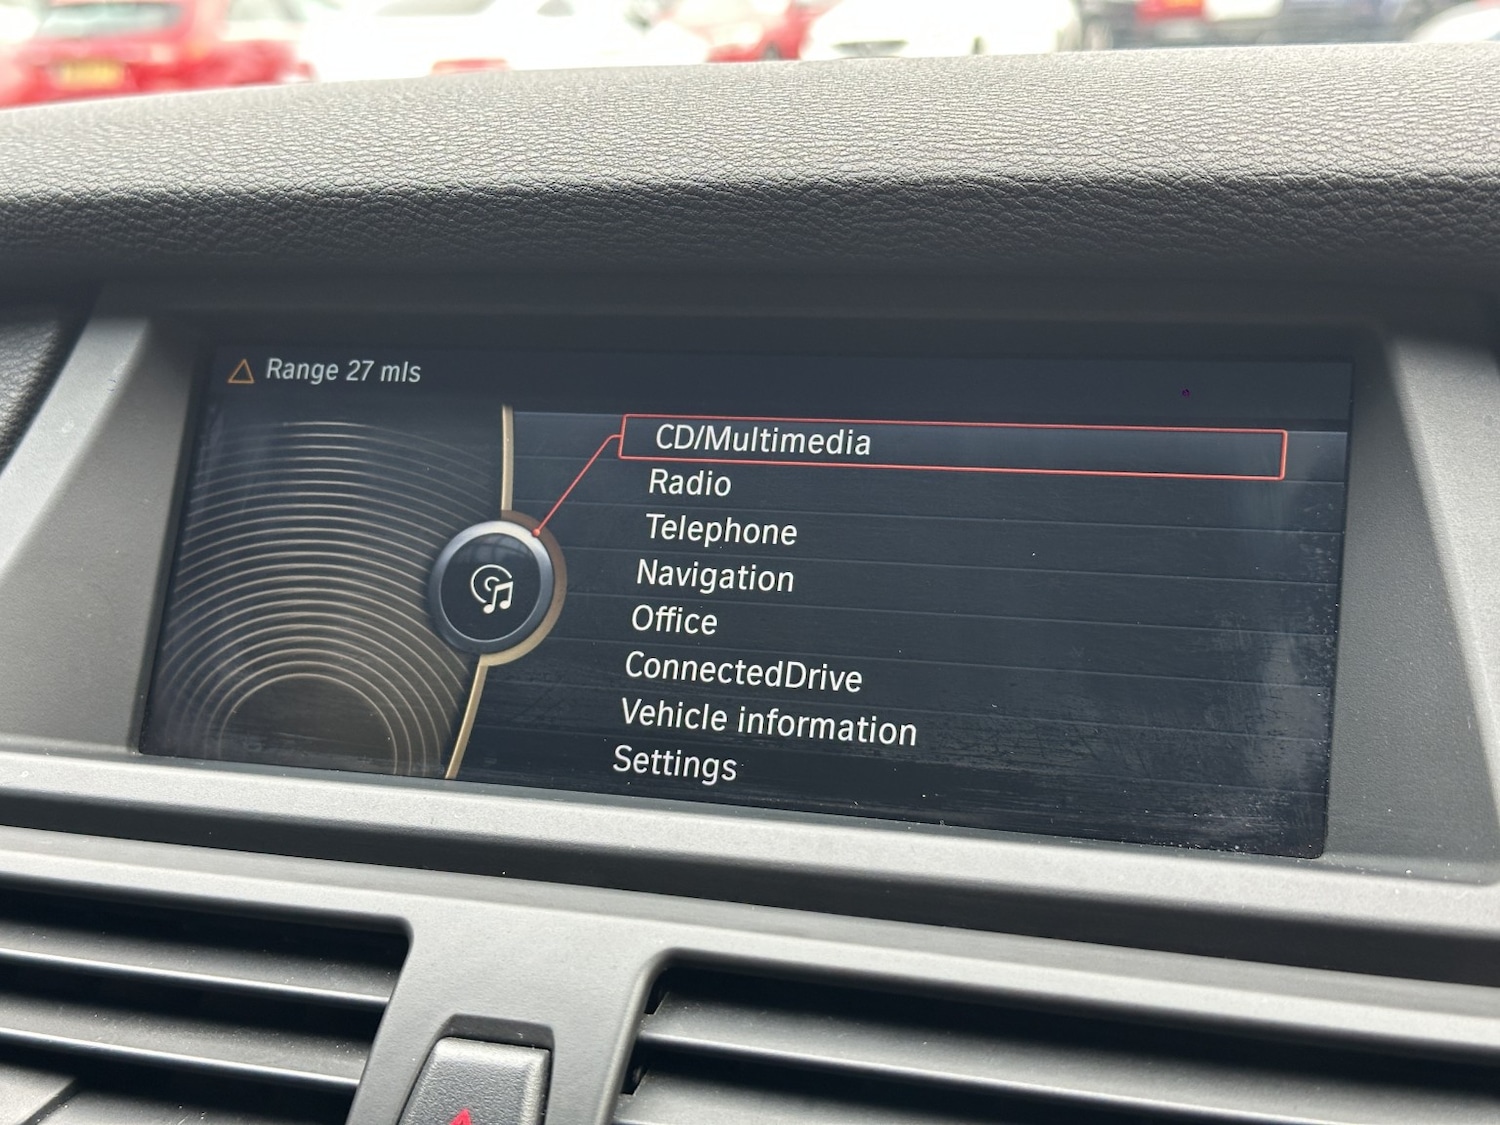 Range 27 mls
CD/Multimedia
Radio
Telephone
Navigation
Office
ConnectedDrive
Vehicle information
Settings